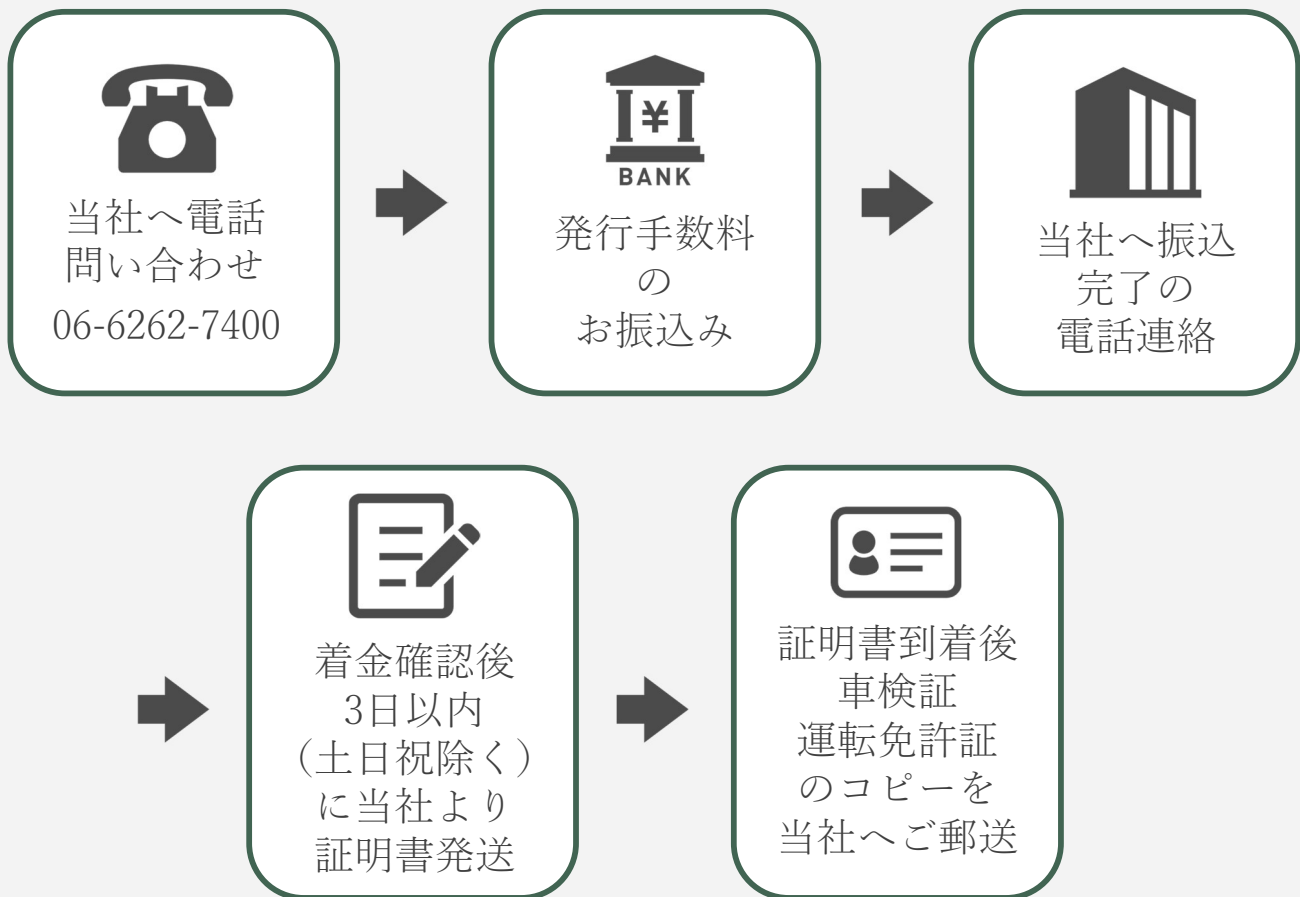 当社へ電話
問い合わせ
06-6262-7400
¥
BANK
発行手数料
の
お振込み
当社へ振込
完了の
電話連絡
着金確認後
3日以内
（土日祝除く）
に当社より
証明書発送
証明書到着後
車検証
運転免許証
のコピーを
当社へご郵送